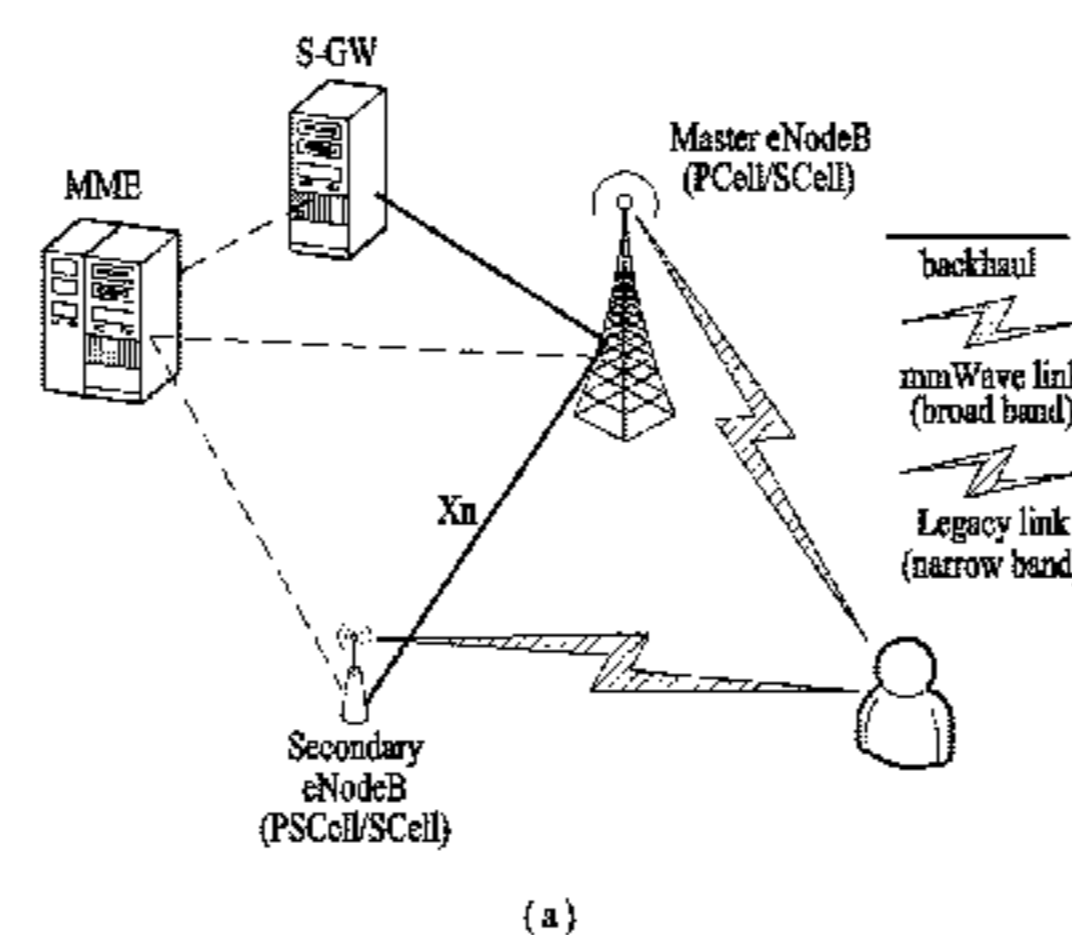 S-GW
MME
Master eNodeB
(PCell/SCell)
backhaul
mmWave link
(broad band)
Legacy link
(narrow band
Xn
Secondary
eNodeB
(PSCell/SCell)
(a)